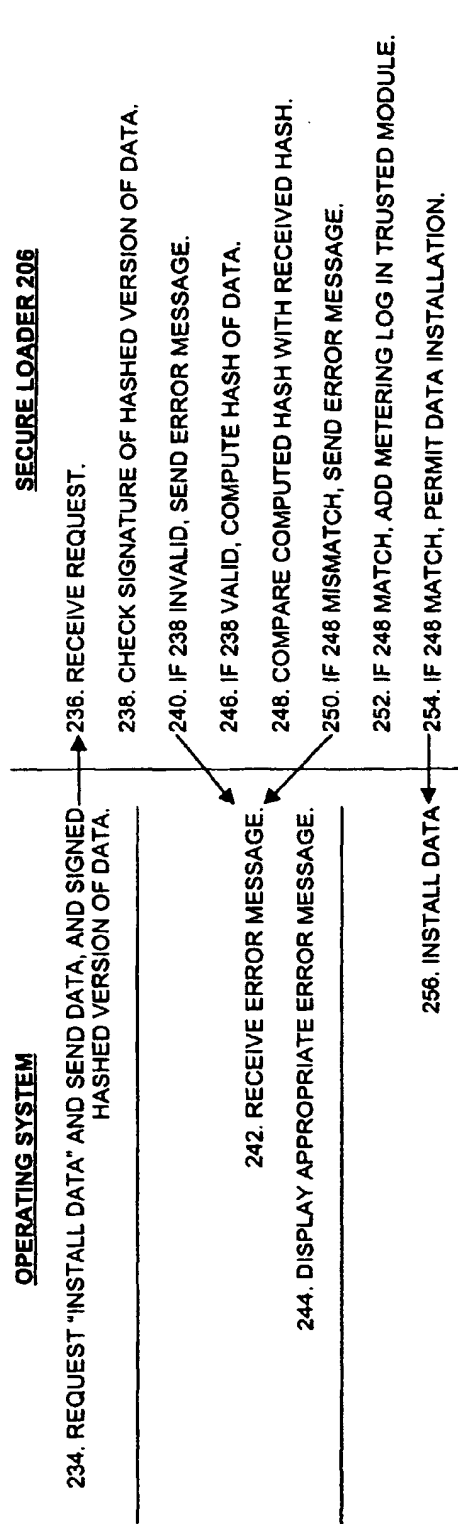 OPERATING SYSTEM
234. REQUEST "INSTALL DATA" AND SEND DATA, AND SIGNED
HASHED VERSION OF DATA.
242. RECEIVE ERROR MESSAGE.
244. DISPLAY APPROPRIATE ERROR MESSAGE.
256. INSTALL DATA
SECURE LOADER 206
236. RECEIVE REQUEST.
238. CHECK SIGNATURE OF HASHED VERSION OF DATA.
240. IF 238 INVALID, SEND ERROR MESSAGE.
246. IF 238 VALID, COMPUTE HASH OF DATA.
248. COMPARE COMPUTED HASH WITH RECEIVED HASH.
250. IF 248 MISMATCH, SEND ERROR MESSAGE.
252. IF 248 MATCH, ADD METERING LOG IN TRUSTED MODULE.
254. IF 248 MATCH, PERMIT DATA INSTALLATION.